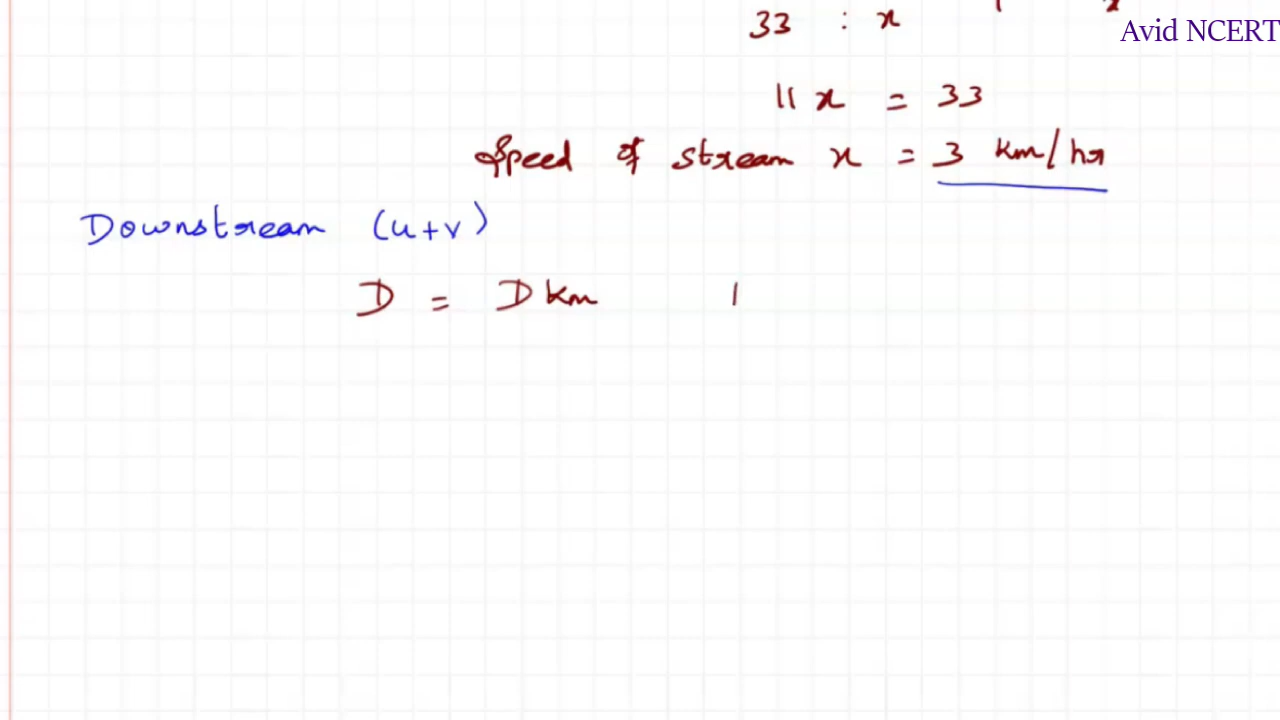 33 : x
Avid NCERT
11 x = 33
Speed of stream x = 3 km/hr
Downstream (u+v)
D = D km